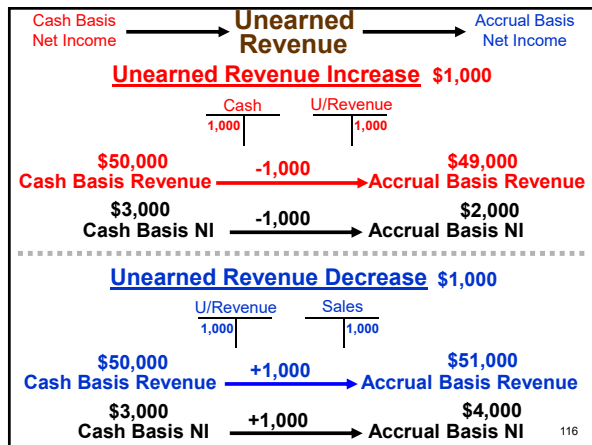 Cash Basis
Net Income
Unearned
Revenue
Accrual Basis
Net Income
Unearned Revenue Increase $1,000
Cash U/Revenue
1,000 1,000
$50,000 -1,000 $49,000
Cash Basis Revenue Accrual Basis Revenue
$3,000 -1,000 $2,000
Cash Basis NI Accrual Basis NI
Unearned Revenue Decrease $1,000
U/Revenue Sales
1,000 1,000
$50,000 +1,000 $51,000
Cash Basis Revenue Accrual Basis Revenue
$3,000 +1,000 $4,000
Cash Basis NI Accrual Basis NI
116